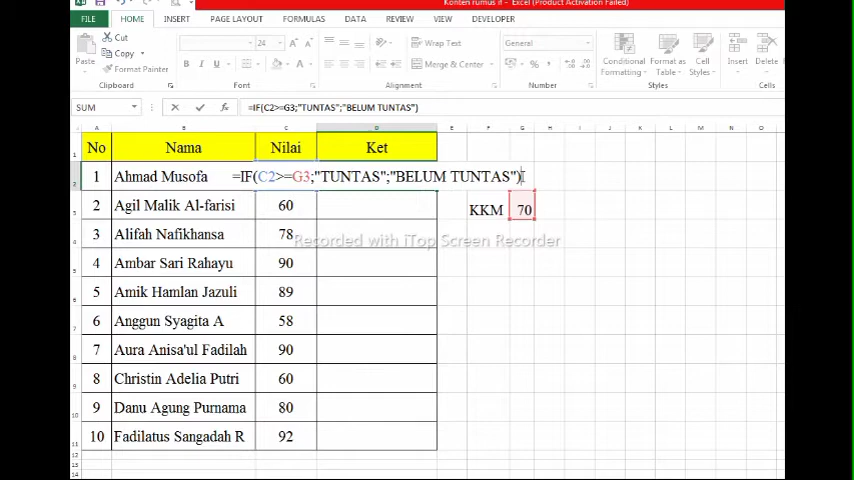 Konten rumus if - Excel (Product Activation Failed)
FILE HOME INSERT PAGE LAYOUT FORMULAS DATA REVIEW VIEW DEVELOPER
Cut
Copy
Format Painter
Paste
Clipboard
24
B I U
Font
Wrap Text
Merge & Center
Alignment
General
Number
Conditional Formatting
Format as Table
Cell Styles
Styles
Insert
Delete
Cells
SUM
=IF(C2>=G3;"TUNTAS";"BELUM TUNTAS")
A B C D E F G H I J K L M
No Nama Nilai Ket
1 Ahmad Musofa =IF(C2>=G3;"TUNTAS";"BELUM TUNTAS")
2 Agil Malik Al-farisi 60 KKM 70
3 Alifah Nafikhansa 78
Recorded with iTop Screen Recorder
4 Ambar Sari Rahayu 90
5 Amik Hamlan Jazuli 89
6 Anggun Syagita A 58
7 Aura Anisa'ul Fadilah 90
8 Christin Adelia Putri 60
9 Danu Agung Purnama 80
10 Fadilatus Sangadah R 92